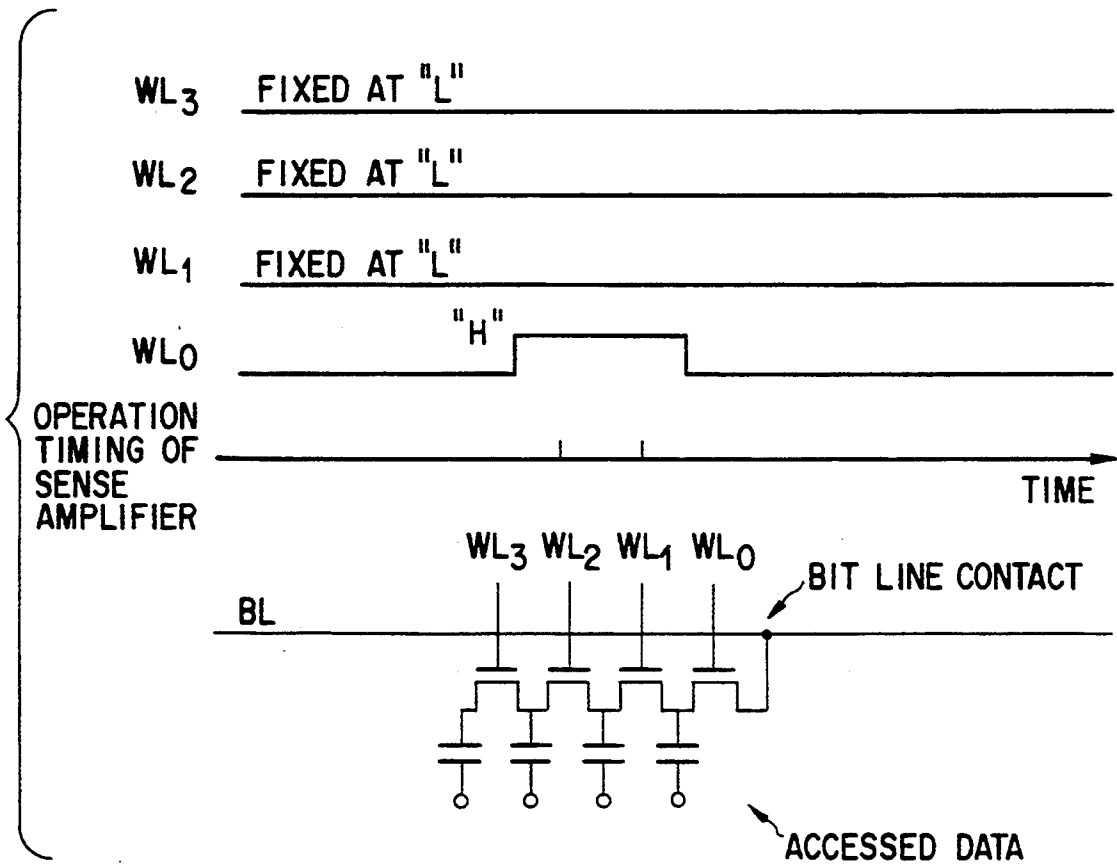 WL3 FIXED AT "L"
WL2 FIXED AT "L"
WL1 FIXED AT "L"
WL0 "H"
OPERATION
TIMING OF
SENSE
AMPLIFIER
TIME
WL3 WL2 WL1 WL0
BIT LINE CONTACT
BL
ACCESSED DATA